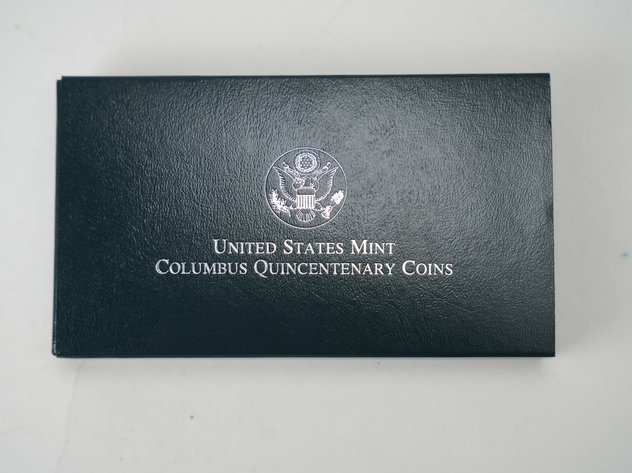 United States Mint
Columbus Quincentenary Coins